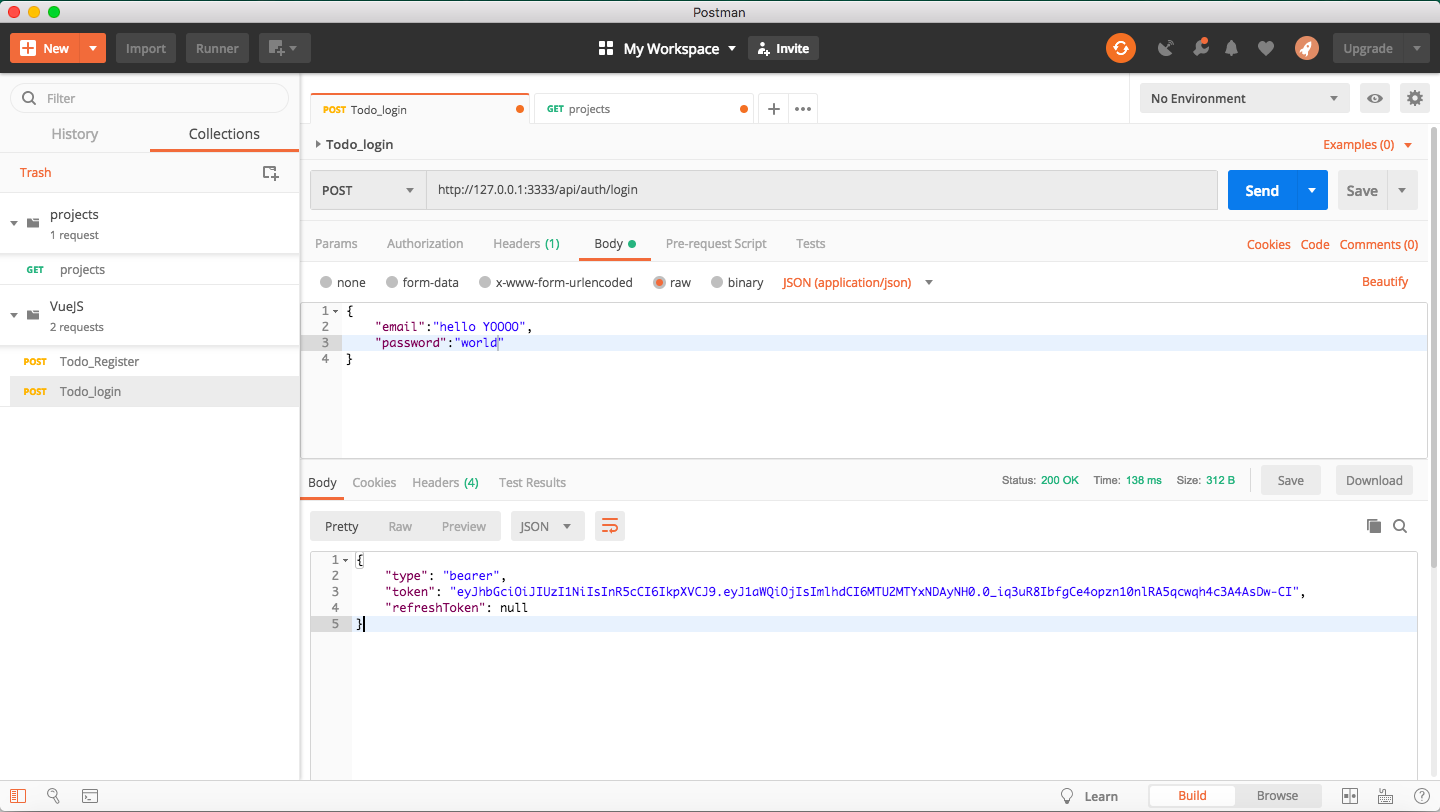 Postman
New
Import
Runner
My Workspace
Invite
Upgrade
Filter
History
Collections
Trash
projects
1 request
GET projects
VueJS
2 requests
POST Todo_Register
POST Todo_login
POST Todo_login
GET projects
No Environment
Todo_login
Examples (0)
POST
http://127.0.0.1:3333/api/auth/login
Send
Save
Params
Authorization
Headers (1)
Body
Pre-request Script
Tests
Cookies
Code
Comments (0)
none
form-data
x-www-form-urlencoded
raw
binary
JSON (application/json)
Beautify
1 {
2 "email":"hello YOOOO",
3 "password":"world"
4 }
Body
Cookies
Headers (4)
Test Results
Status: 200 OK
Time: 138 ms
Size: 312 B
Save
Download
Pretty
Raw
Preview
JSON
1 {
2 "type": "bearer",
3 "token": "eyJhbGciOiJIUzI1NiIsInR5cCI6IkpXVCJ9.eyJ1aWQiOjIsImlhdCI6MTU2MTYxNDAyNH0.0_iq3uR8IbfgCe4opzn10nlRA5qcwqh4c3A4AsDw-CI",
4 "refreshToken": null
5 }
Learn
Build
Browse